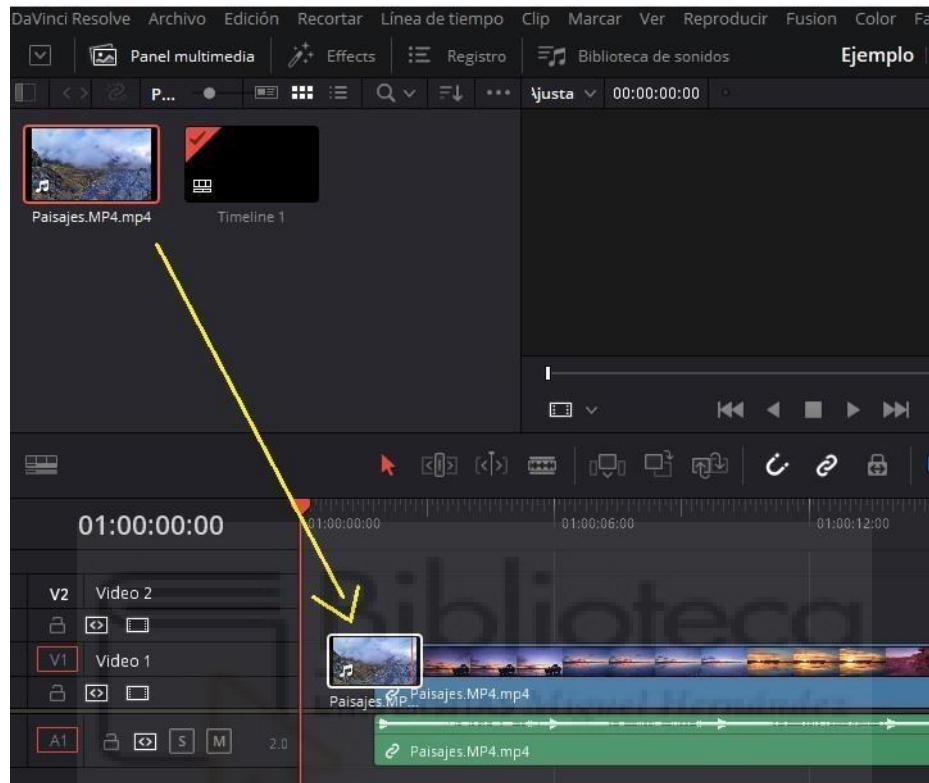 DaVinci Resolve Archivo Edición Recortar Línea de tiempo Clip Marcar Ver Reproducir Fusion Color
Panel multimedia Effects Registro Biblioteca de sonidos Ejemplo
P... Ajusta 00:00:00:00
Paisajes.MP4.mp4 Timeline 1
01:00:00:00 01:00:00:00 01:00:06:00 01:00:12:00
V2 Video 2
Biblioteca
V1 Video 1
Paisajes.MP... Paisajes.MP4.mp4
A1 S M 2.0 Paisajes.MP4.mp4